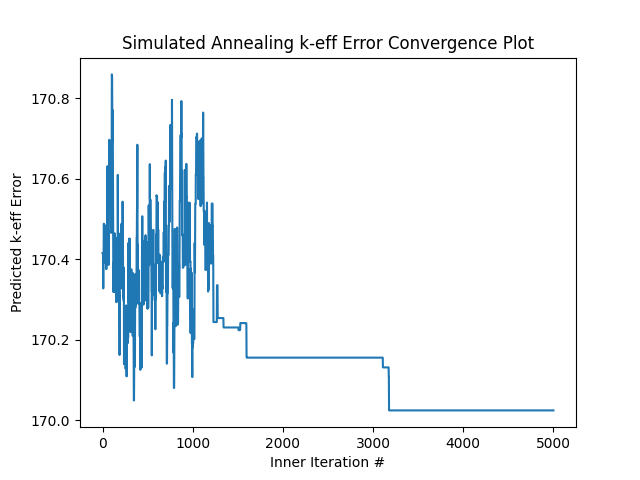 Simulated Annealing k-eff Error Convergence Plot
170.8
170.6
170.4
170.2
170.0
Predicted k-eff Error
0 1000 2000 3000 4000 5000
Inner Iteration #